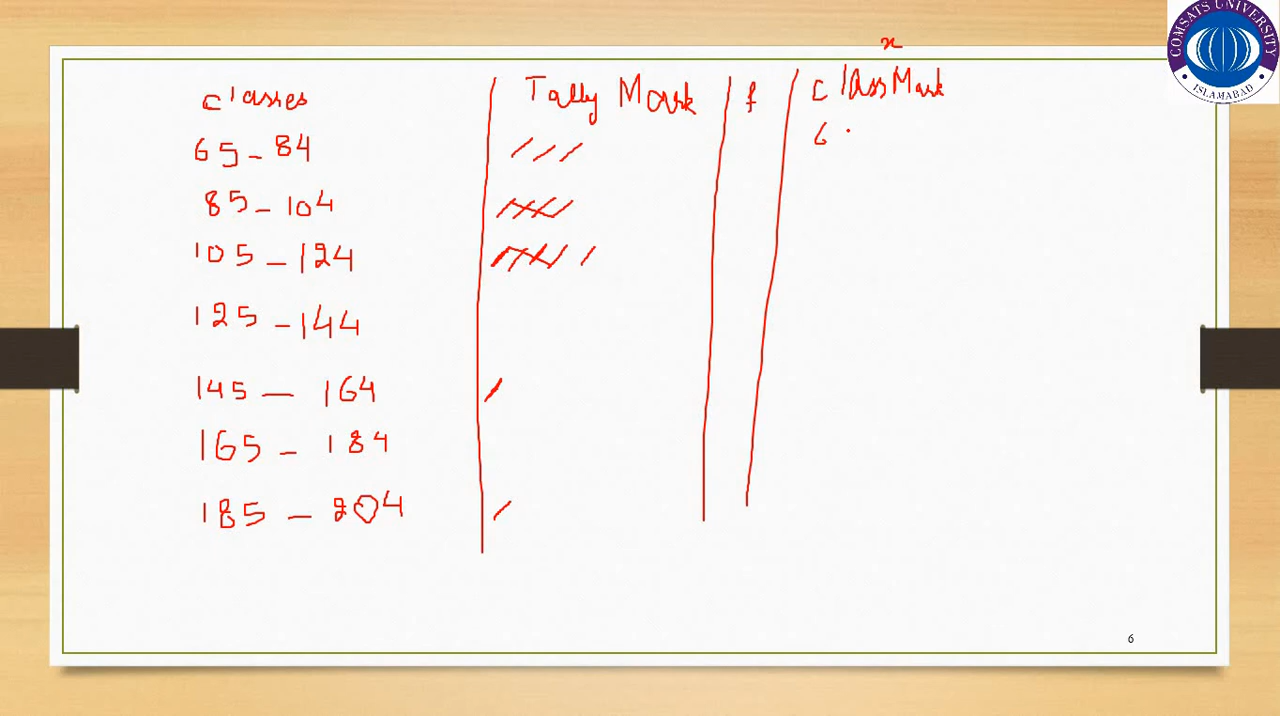 COMSATS UNIVERSITY
ISLAMABAD
x
Classes Tally Mark f Class Mark
65 - 84 /// 6
85 - 104
105 - 124
125 - 144
145 - 164 /
165 - 184
185 - 204 /
6